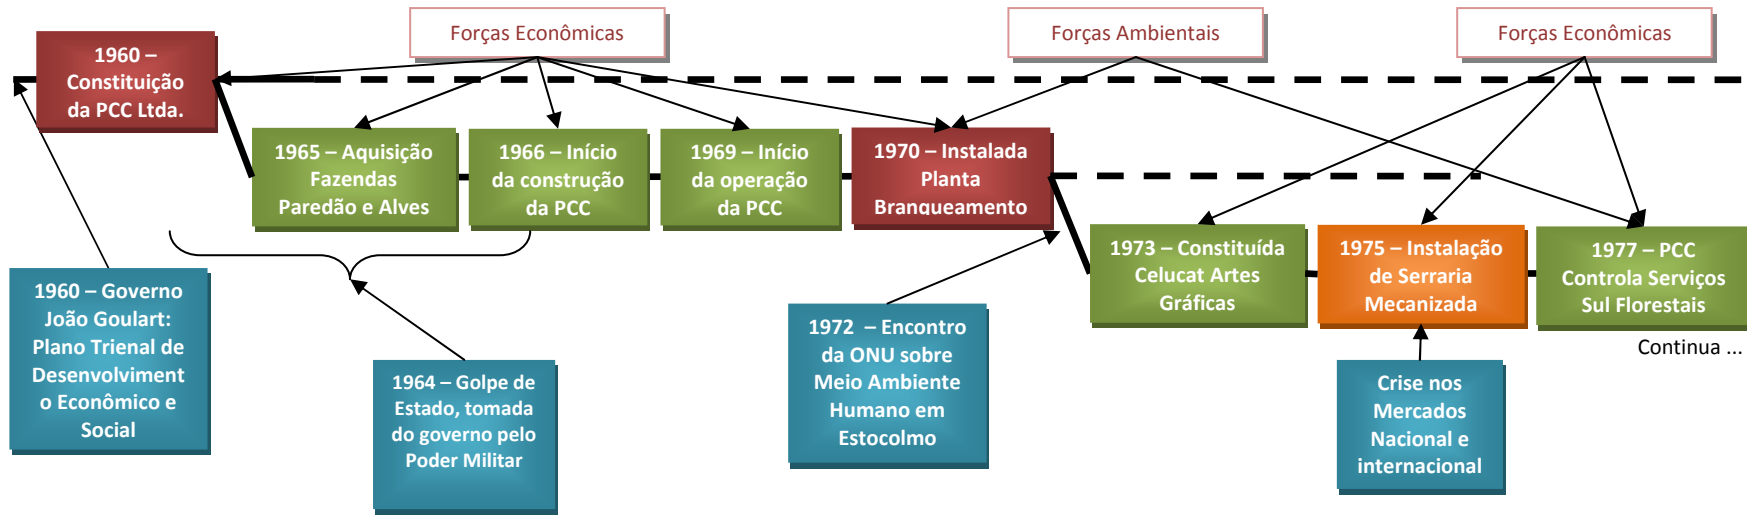 Forças Econômicas
Forças Ambientais
Forças Econômicas
1960 –
Constituição
da PCC Ltda.
1965 – Aquisição
Fazendas
Paredão e Alves
1966 – Início
da construção
da PCC
1969 – Início
da operação
da PCC
1970 – Instalada
Planta
Branqueamento
1973 – Constituída
Celucat Artes
Gráficas
1975 – Instalação
de Serraria
Mecanizada
1977 – PCC
Controla Serviços
Sul Florestais
Continua ...
1960 – Governo
João Goulart:
Plano Trienal de
Desenvolviment
o Econômico e
Social
1964 – Golpe de
Estado, tomada
do governo pelo
Poder Militar
1972 – Encontro
da ONU sobre
Meio Ambiente
Humano em
Estocolmo
Crise nos
Mercados
Nacional e
internacional